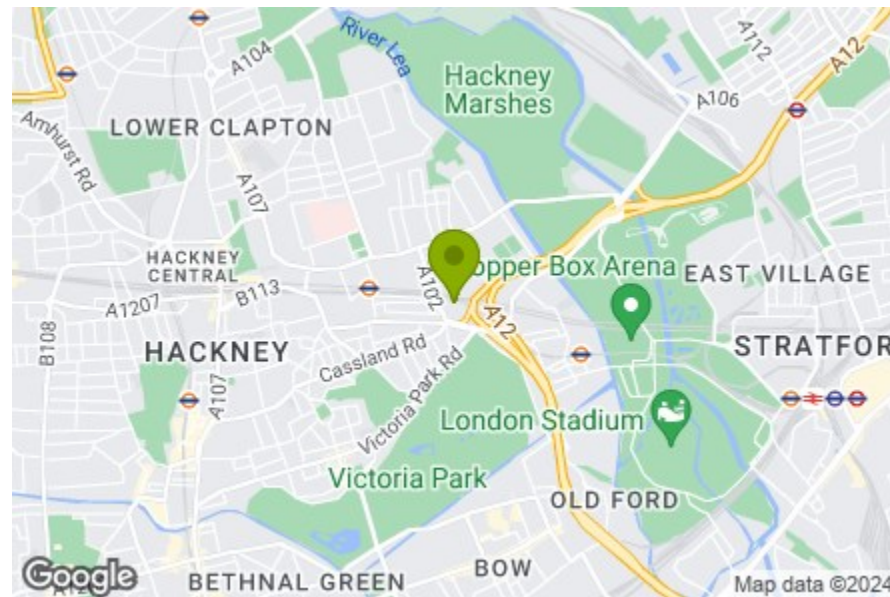 River Lea
A104
A112
A12
Hackney
Marshes
A106
LOWER CLAPTON
Amhurst Rd
A107
HACKNEY
CENTRAL
B113
A102
opper Box Arena
EAST VILLAGE
A1207
B108
A12
HACKNEY
Cassland Rd
STRATFOR
A107
Victoria Park Rd
London Stadium
Victoria Park
OLD FORD
BOW
Google
BETHNAL GREEN
Map data ©2024